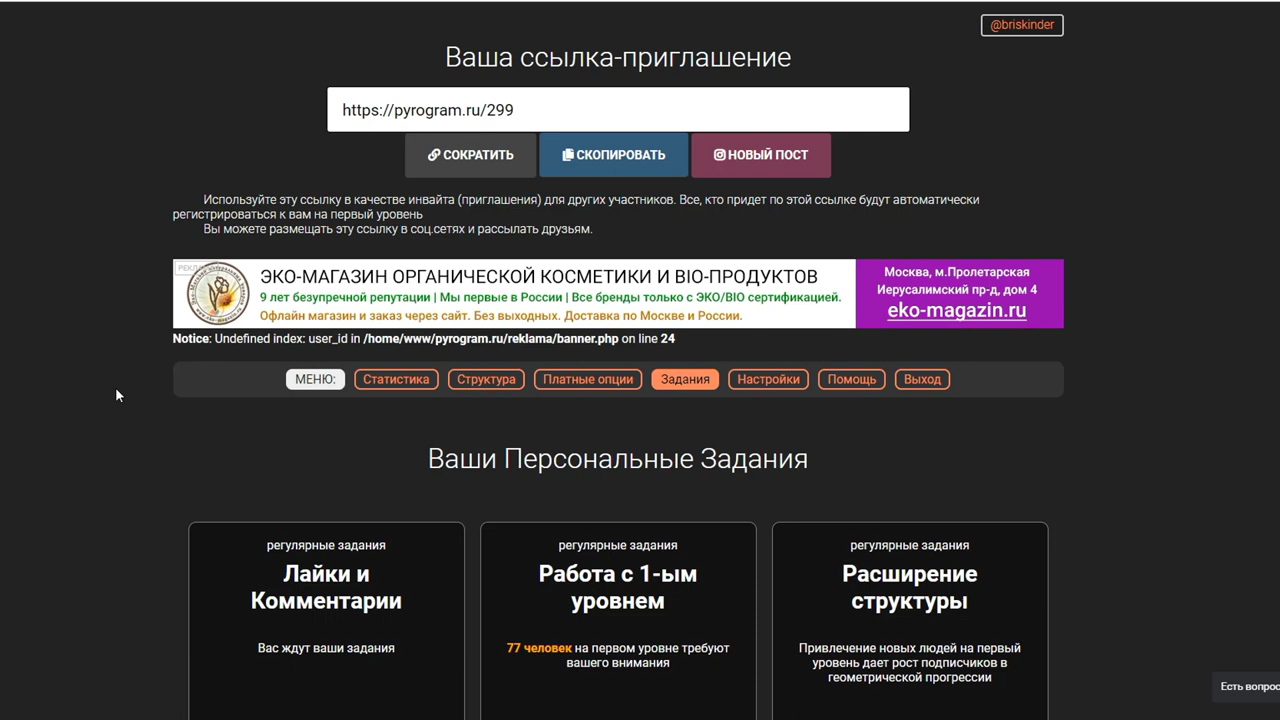 @briskinder
Ваша ссылка-приглашение
https://pyrogram.ru/299
СОКРАТИТЬ
СКОПИРОВАТЬ
НОВЫЙ ПОСТ
Используйте эту ссылку в качестве инвайта (приглашения) для других участников. Все, кто придет по этой ссылке будут автоматически
регистрироваться к вам на первый уровень
Вы можете размещать эту ссылку в соц.сетях и рассылать друзьям.
ЭКО-МАГАЗИН ОРГАНИЧЕСКОЙ КОСМЕТИКИ И BIO-ПРОДУКТОВ
9 лет безупречной репутации | Мы первые в России | Все бренды только с ЭКО/BIO сертификацией.
Офлайн магазин и заказ через сайт. Без выходных. Доставка по Москве и России.
Москва, м.Пролетарская
Иерусалимский пр-д, дом 4
eko-magazin.ru
Notice: Undefined index: user_id in /home/www/pyrogram.ru/reklama/banner.php on line 24
МЕНЮ:
Статистика
Структура
Платные опции
Задания
Настройки
Помощь
Выход
Ваши Персональные Задания
регулярные задания
Лайки и
Комментарии
Вас ждут ваши задания
регулярные задания
Работа с 1-ым
уровнем
77 человек на первом уровне требуют
вашего внимания
регулярные задания
Расширение
структуры
Привлечение новых людей на первый
уровень дает рост подписчиков в
геометрической прогрессии
Есть вопрос